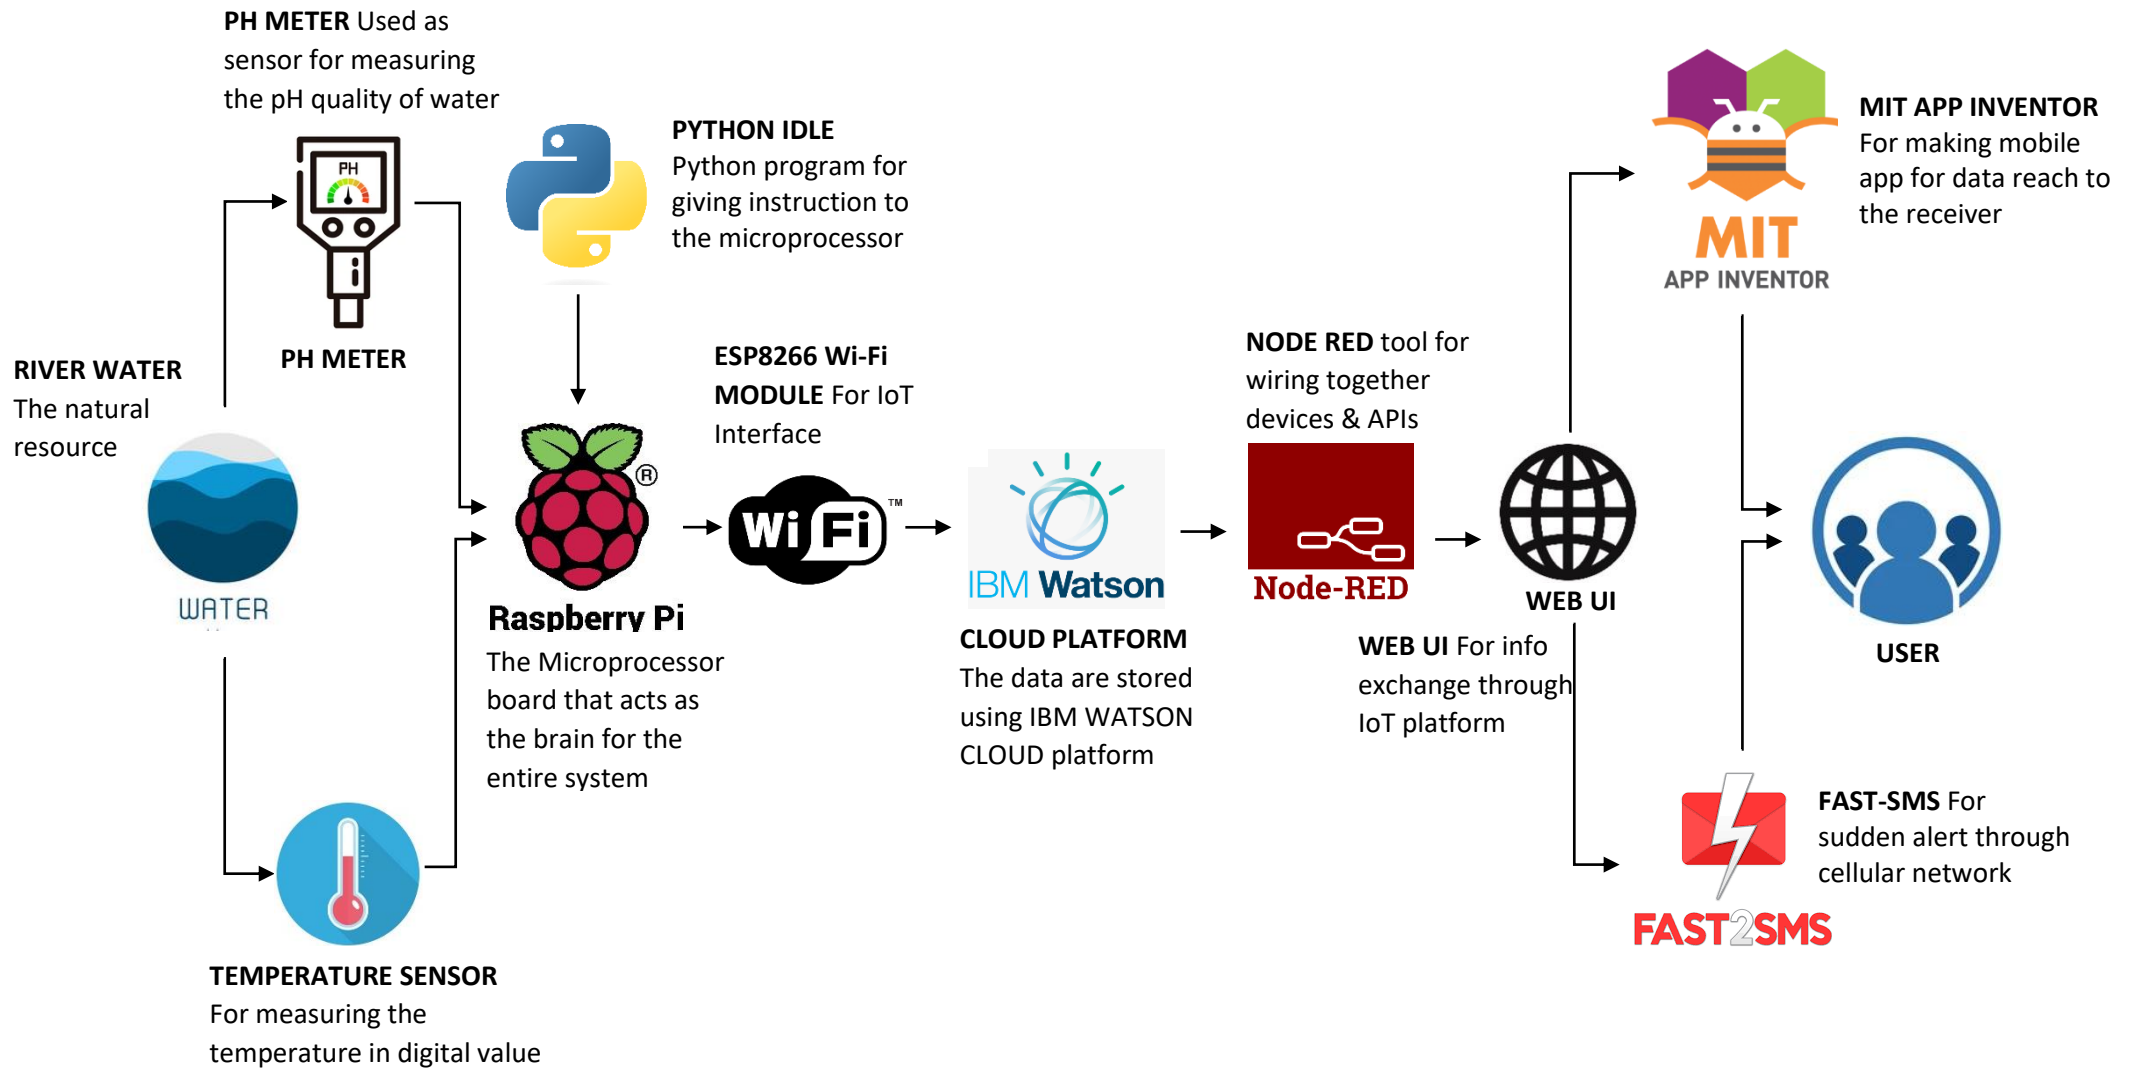 PH METER Used as
sensor for measuring
the pH quality of water
PH
PH METER
PYTHON IDLE
Python program for
giving instruction to
the microprocessor
RIVER WATER
The natural
resource
WATER
®
Raspberry Pi
The Microprocessor
board that acts as
the brain for the
entire system
TEMPERATURE SENSOR
For measuring the
temperature in digital value
ESP8266 Wi-Fi
MODULE For IoT
Interface
Wi Fi ™
IBM Watson
CLOUD PLATFORM
The data are stored
using IBM WATSON
CLOUD platform
NODE RED tool for
wiring together
devices & APIs
Node-RED
WEB UI
WEB UI For info
exchange through
IoT platform
MIT
APP INVENTOR
MIT APP INVENTOR
For making mobile
app for data reach to
the receiver
USER
FAST2SMS
FAST-SMS For
sudden alert through
cellular network